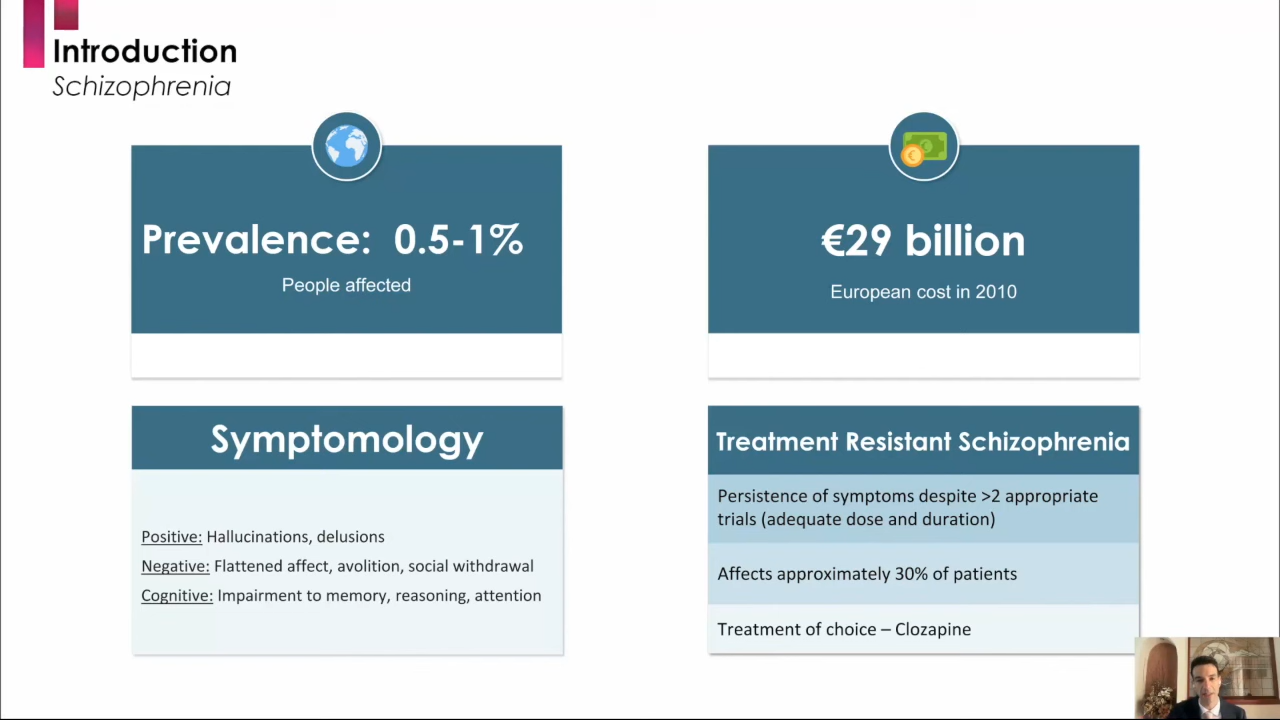 Introduction
Schizophrenia
Prevalence: 0.5-1%
People affected
€29 billion
European cost in 2010
Symptomology
Positive: Hallucinations, delusions
Negative: Flattened affect, avolition, social withdrawal
Cognitive: Impairment to memory, reasoning, attention
Treatment Resistant Schizophrenia
Persistence of symptoms despite >2 appropriate
trials (adequate dose and duration)
Affects approximately 30% of patients
Treatment of choice – Clozapine